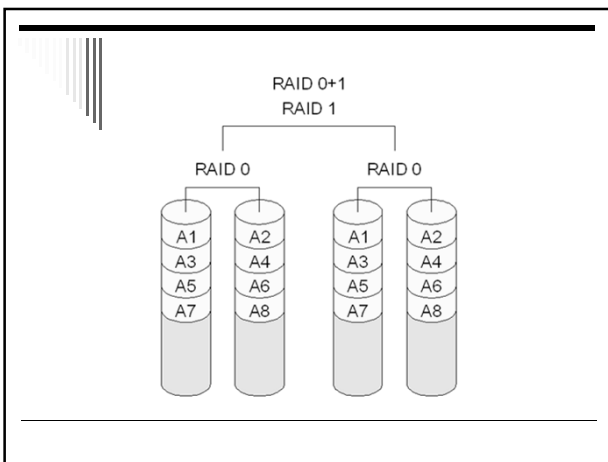 RAID 0+1
RAID 1
RAID 0 RAID 0
A1 A2 A1 A2
A3 A4 A3 A4
A5 A6 A5 A6
A7 A8 A7 A8